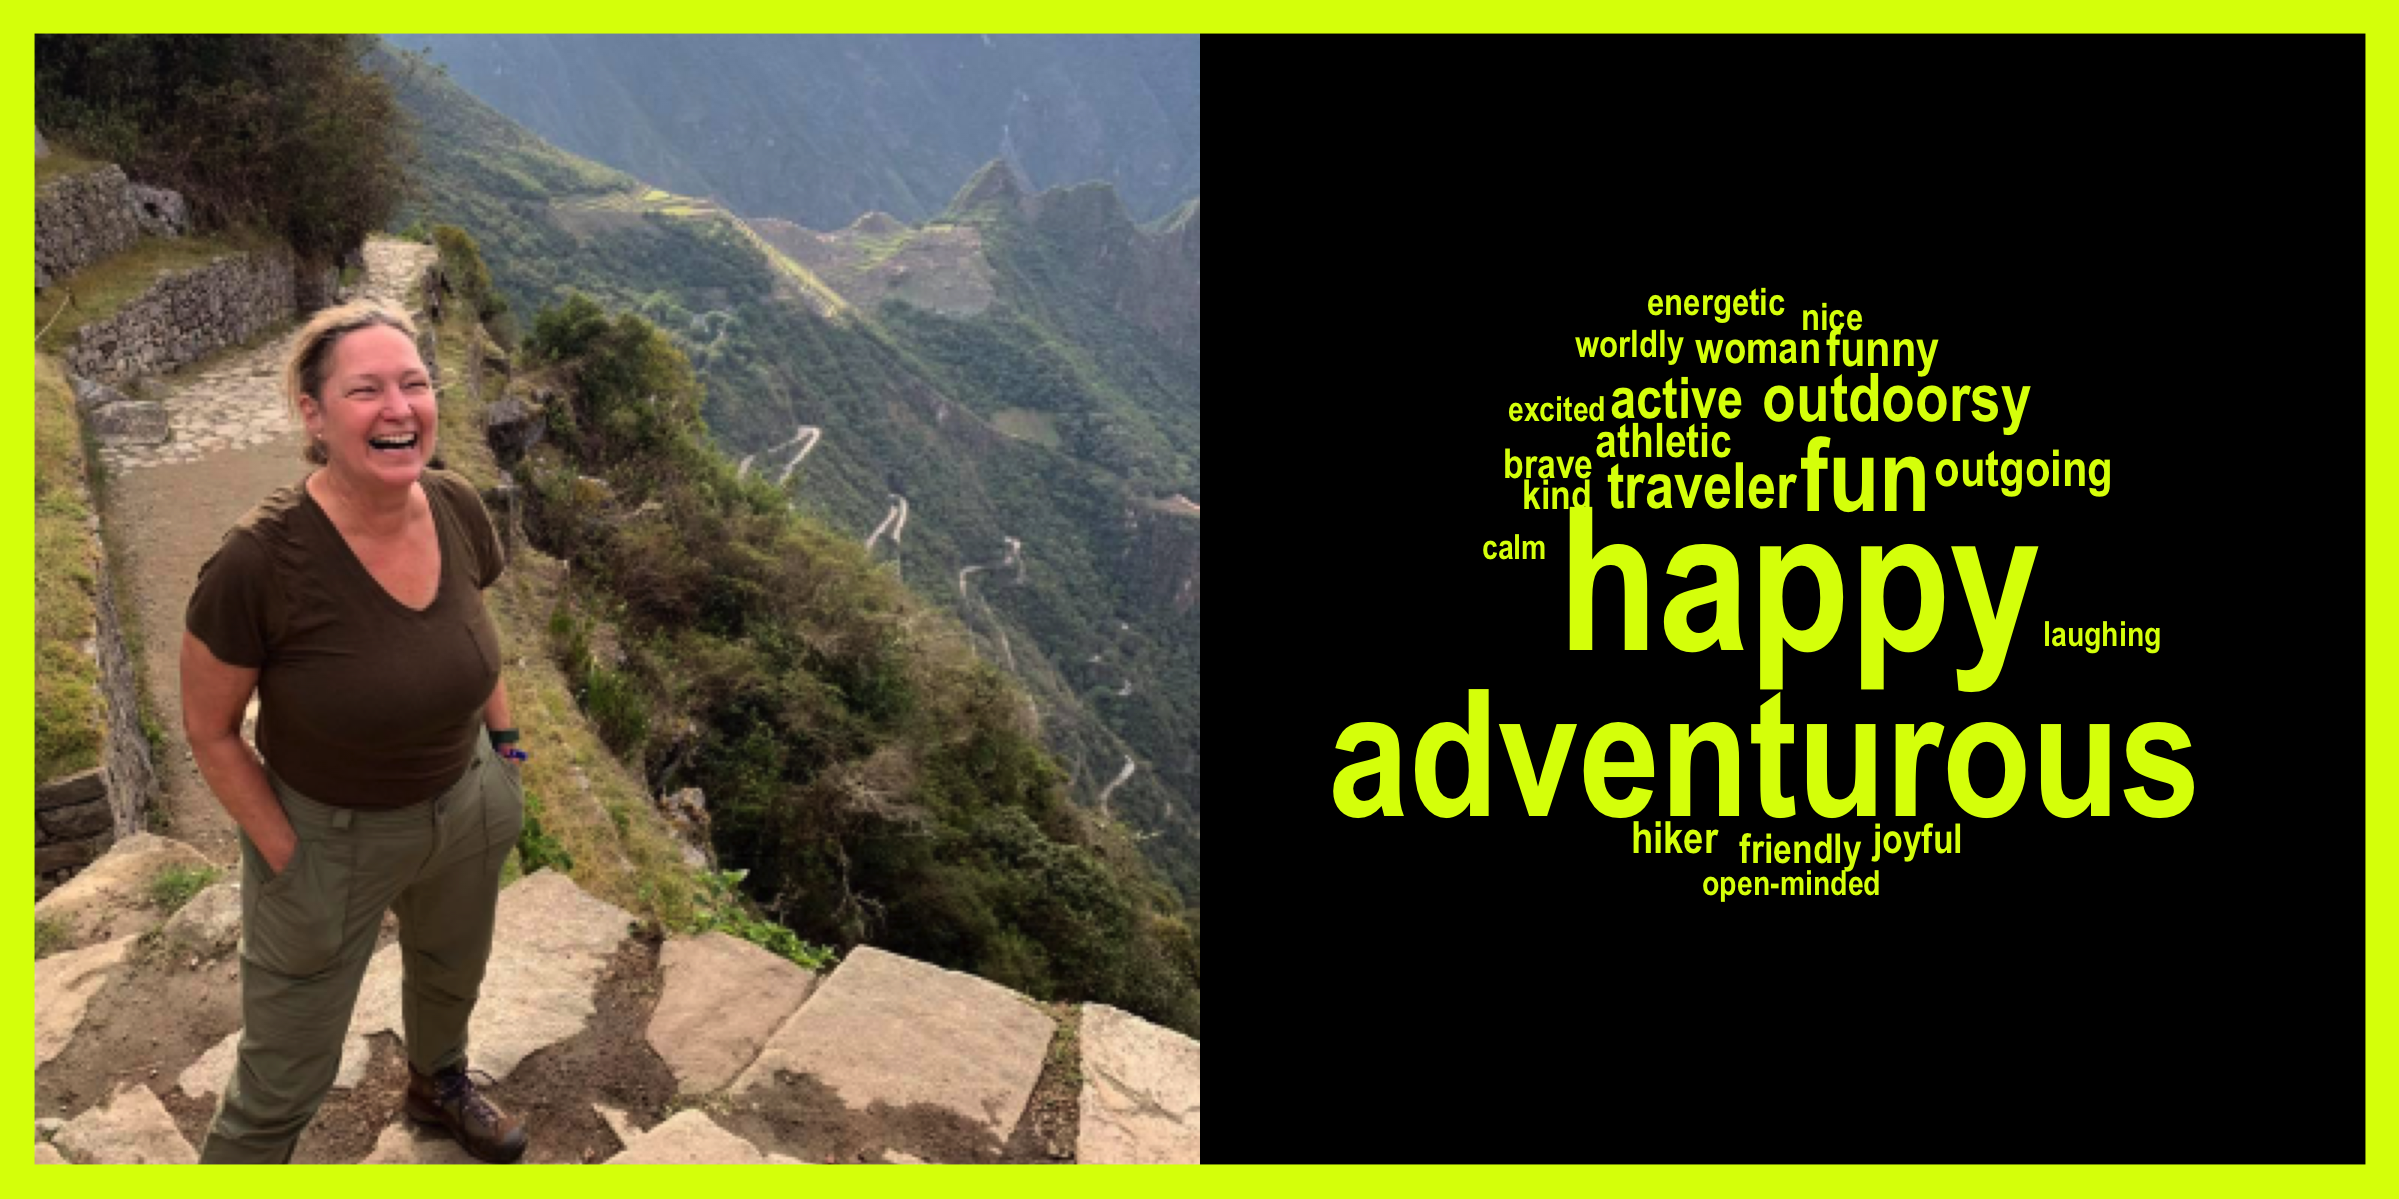 energetic nice
worldly woman funny
excited active outdoorsy
athletic
brave traveler fun outgoing
kind
calm happy
laughing
adventurous
hiker friendly joyful
open-minded